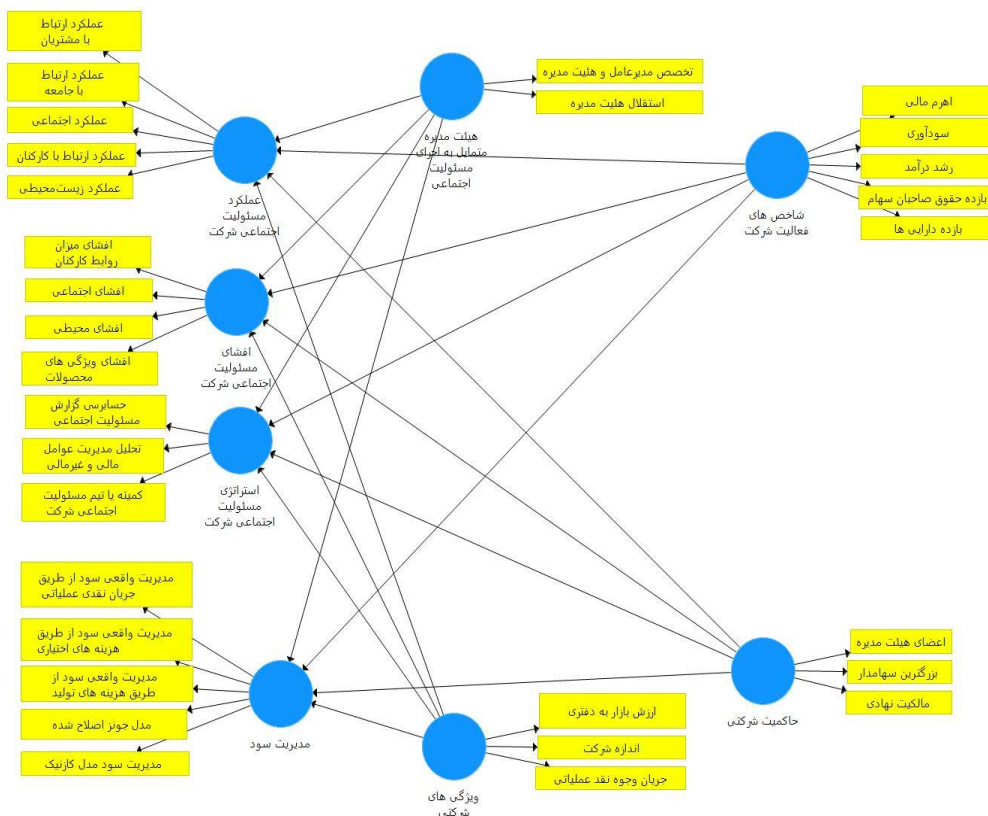 عملکرد ارتباط
با مشتریان
عملکرد ارتباط
با جامعه
عملکرد اجتماعی
عملکرد ارتباط با کارکنان
عملکرد زیست‌محیطی
عملکرد
مسئولیت
اجتماعی شرکت
هیئت مدیره
متمایل به اجرای
مسئولیت
اجتماعی
تخصص مدیرعامل و هئیت مدیره
استقلال هئیت مدیره
اهرم مالی
سودآوری
رشد درآمد
بازده حقوق صاحبان سهام
بازده دارایی ها
شاخص های
فعالیت شرکت
افشای میزان
روابط کارکنان
افشای اجتماعی
افشای محیطی
افشای ویژگی های
محصولات
افشای
مسئولیت
اجتماعی شرکت
حسابرسی گزارش
مسئولیت اجتماعی
تحلیل مدیریت عوامل
مالی و غیرمالی
کمیته یا تیم مسئولیت
اجتماعی شرکت
استراتژی
مسئولیت
اجتماعی شرکت
مدیریت واقعی سود از طریق
جریان نقدی عملیاتی
مدیریت واقعی سود از طریق
هزینه های اختیاری
مدیریت واقعی سود از
طریق هزینه های تولید
مدل جونز اصلاح شده
مدیریت سود مدل کازنیک
مدیریت سود
ارزش بازار به دفتری
اندازه شرکت
جریان وجوه نقد عملیاتی
ویژگی های
شرکتی
اعضای هیئت مدیره
بزرگترین سهامدار
مالکیت نهادی
حاکمیت شرکتی